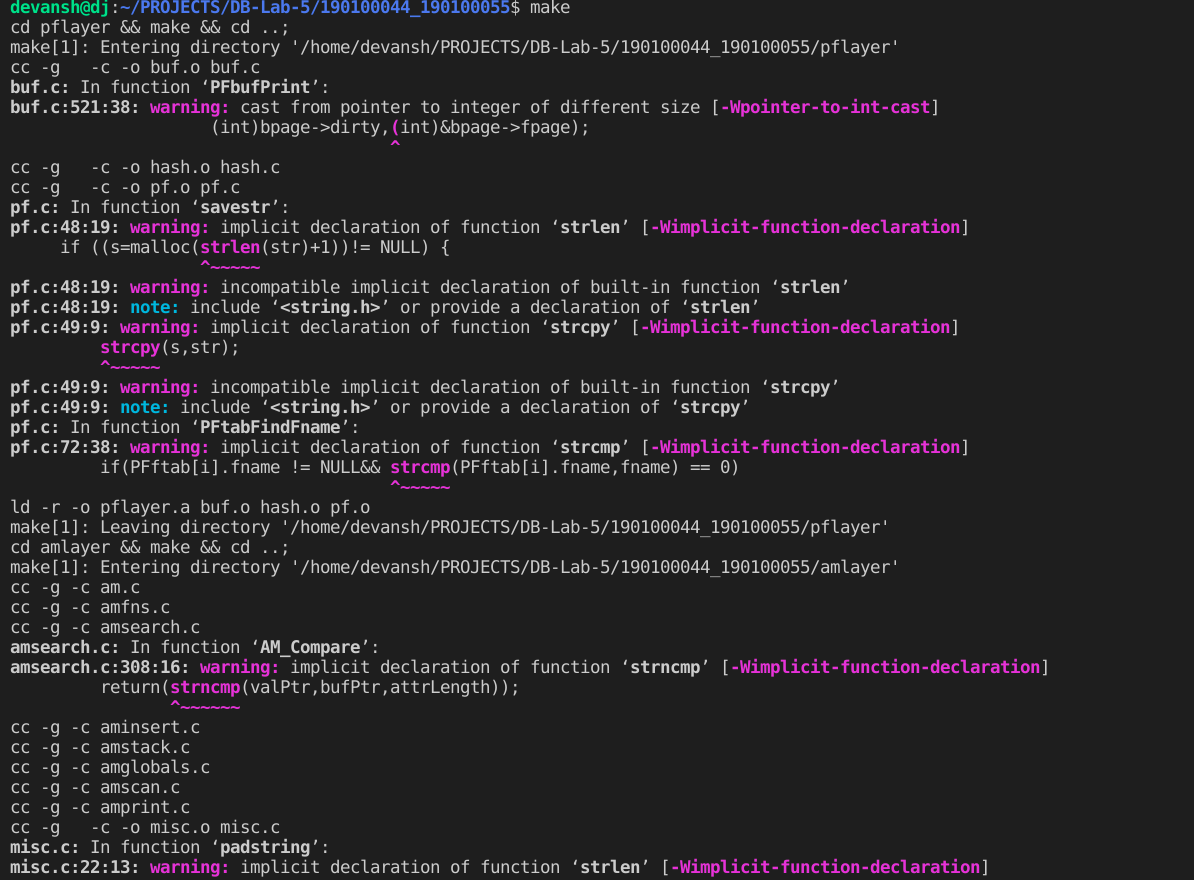 devansh@dj:~/PROJECTS/DB-Lab-5/190100044_190100055$ make
cd pflayer && make && cd ..;
make[1]: Entering directory '/home/devansh/PROJECTS/DB-Lab-5/190100044_190100055/pflayer'
cc -g   -c -o buf.o buf.c
buf.c: In function ‘PFbufPrint’:
buf.c:521:38: warning: cast from pointer to integer of different size [-Wpointer-to-int-cast]
                    (int)bpage->dirty,(int)&bpage->fpage);
                                      ^
cc -g   -c -o hash.o hash.c
cc -g   -c -o pf.o pf.c
pf.c: In function ‘savestr’:
pf.c:48:19: warning: implicit declaration of function ‘strlen’ [-Wimplicit-function-declaration]
     if ((s=malloc(strlen(str)+1))!= NULL) {
                   ^~~~~~
pf.c:48:19: warning: incompatible implicit declaration of built-in function ‘strlen’
pf.c:48:19: note: include ‘<string.h>’ or provide a declaration of ‘strlen’
pf.c:49:9: warning: implicit declaration of function ‘strcpy’ [-Wimplicit-function-declaration]
         strcpy(s,str);
         ^~~~~~
pf.c:49:9: warning: incompatible implicit declaration of built-in function ‘strcpy’
pf.c:49:9: note: include ‘<string.h>’ or provide a declaration of ‘strcpy’
pf.c: In function ‘PFtabFindFname’:
pf.c:72:38: warning: implicit declaration of function ‘strcmp’ [-Wimplicit-function-declaration]
         if(PFftab[i].fname != NULL&& strcmp(PFftab[i].fname,fname) == 0)
                                      ^~~~~~
ld -r -o pflayer.a buf.o hash.o pf.o
make[1]: Leaving directory '/home/devansh/PROJECTS/DB-Lab-5/190100044_190100055/pflayer'
cd amlayer && make && cd ..;
make[1]: Entering directory '/home/devansh/PROJECTS/DB-Lab-5/190100044_190100055/amlayer'
cc -g -c am.c
cc -g -c amfns.c
cc -g -c amsearch.c
amsearch.c: In function ‘AM_Compare’:
amsearch.c:308:16: warning: implicit declaration of function ‘strncmp’ [-Wimplicit-function-declaration]
         return(strncmp(valPtr,bufPtr,attrLength));
                ^~~~~~~
cc -g -c aminsert.c
cc -g -c amstack.c
cc -g -c amglobals.c
cc -g -c amscan.c
cc -g -c amprint.c
cc -g   -c -o misc.o misc.c
misc.c: In function ‘padstring’:
misc.c:22:13: warning: implicit declaration of function ‘strlen’ [-Wimplicit-function-declaration]